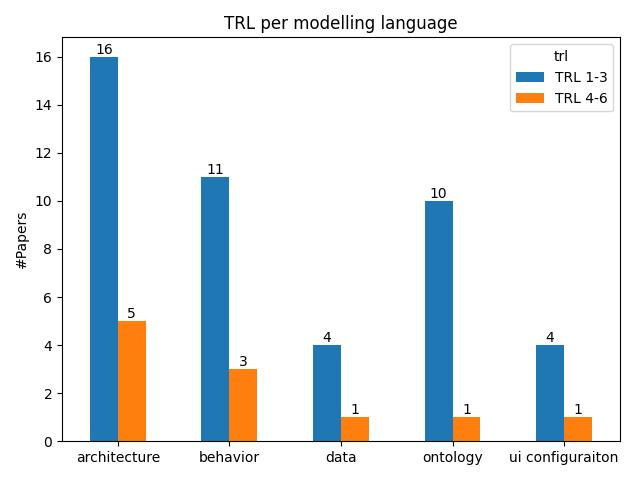 TRL per modelling language
trl
TRL 1-3
TRL 4-6
#Papers
16
14
12
10
8
6
4
2
0
16
5
11
3
4
1
10
1
4
1
architecture
behavior
data
ontology
ui configuraiton